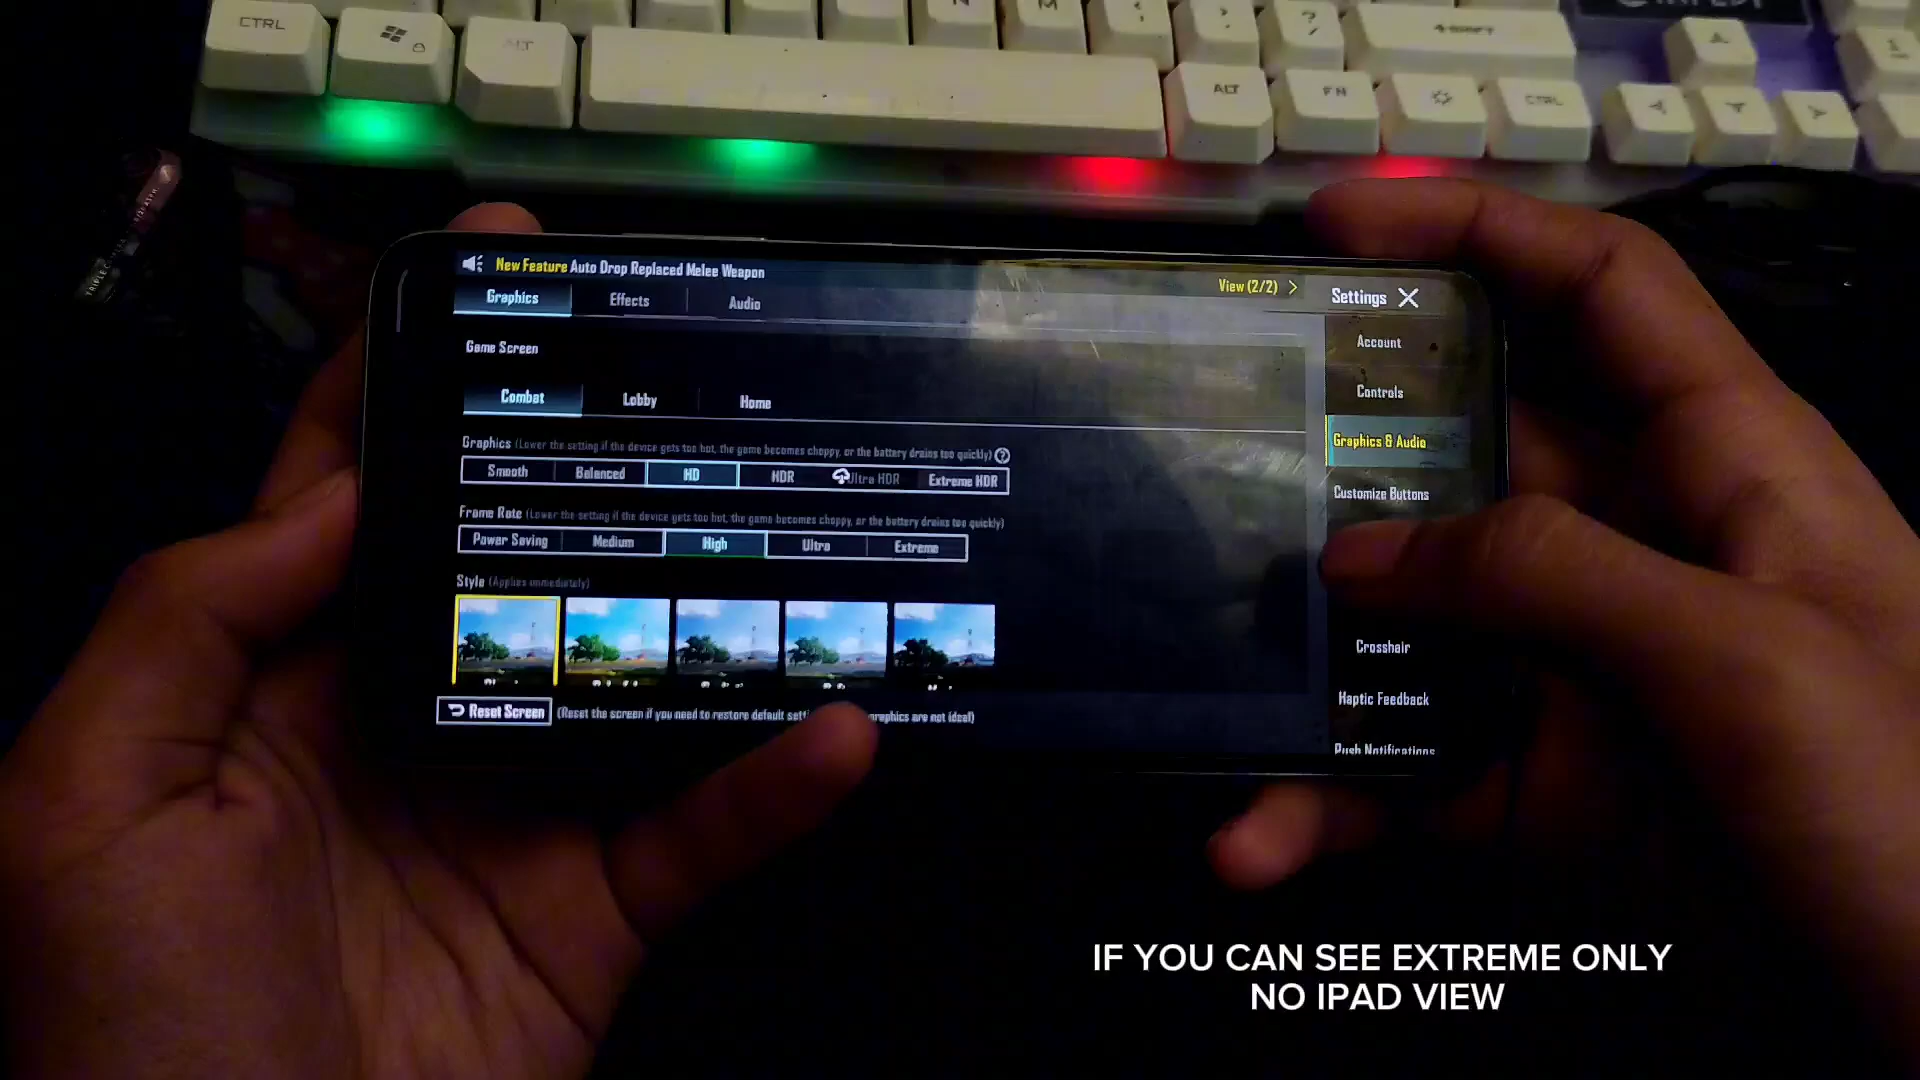 CTRL
ALT
N
M
?
SHIFT
ALT
FN
CTRL
New Feature Auto Drop Replaced Melee Weapon
View (2/2) >
Settings X
Graphics
Effects
Audio
Game Screen
Combat
Lobby
Home
Graphics (Lower the setting if the device gets too hot, the game becomes choppy, or the battery drains too quickly) ?
Smooth
Balanced
HD
HDR
Ultra HDR
Extreme HDR
Frame Rate (Lower the setting if the device gets too hot, the game becomes choppy, or the battery drains too quickly)
Power Saving
Medium
High
Ultra
Extreme
Style (Applies immediately)
Reset Screen
(Reset the screen if you need to restore default graphics are not ideal)
Account
Controls
Graphics & Audio
Customize Buttons
Crosshair
Haptic Feedback
Push Notifications
IF YOU CAN SEE EXTREME ONLY
NO IPAD VIEW